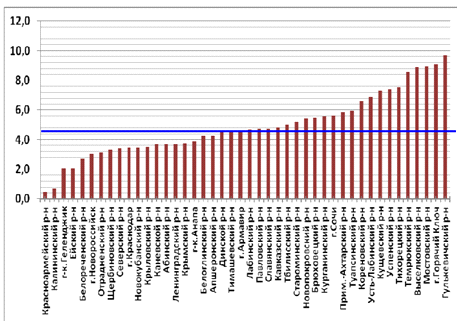 12,0
10,0
8,0
6,0
4,0
2,0
0,0
Красноармейский р-н
Калининский р-н
г-к.Геленджик
Ейский р-н
Белореченский р-н
г.Новороссийск
Отрадненский р-н
Щербиновский р-н
Северский р-н
г.Краснодар
Новокубанский р-н
Крыловский р-н
Каневской р-н
Абинский р-н
Ленинградский р-н
Крымский р-н
г-к.Анапа
Белоглинский р-н
Апшеронский р-н
Динской р-н
Тимашевский р-н
г.Армавир
Лабинский р-н
Павловский р-н
Славянский р-н
Кавказский р-н
Тбилисский р-н
Староминский р-н
Новопокровский р-н
Брюховецкий р-н
Курганинский р-н
г.Сочи
Прим.-Ахтарский р-н
Туапсинский р-н
Кореновский р-н
Усть-Лабинский р-н
Кущевский р-н
Успенский р-н
Тихорецкий р-н
Темрюкский р-н
Выселковский р-н
Мостовский р-н
г.Горячий Ключ
Гулькевичский р-н